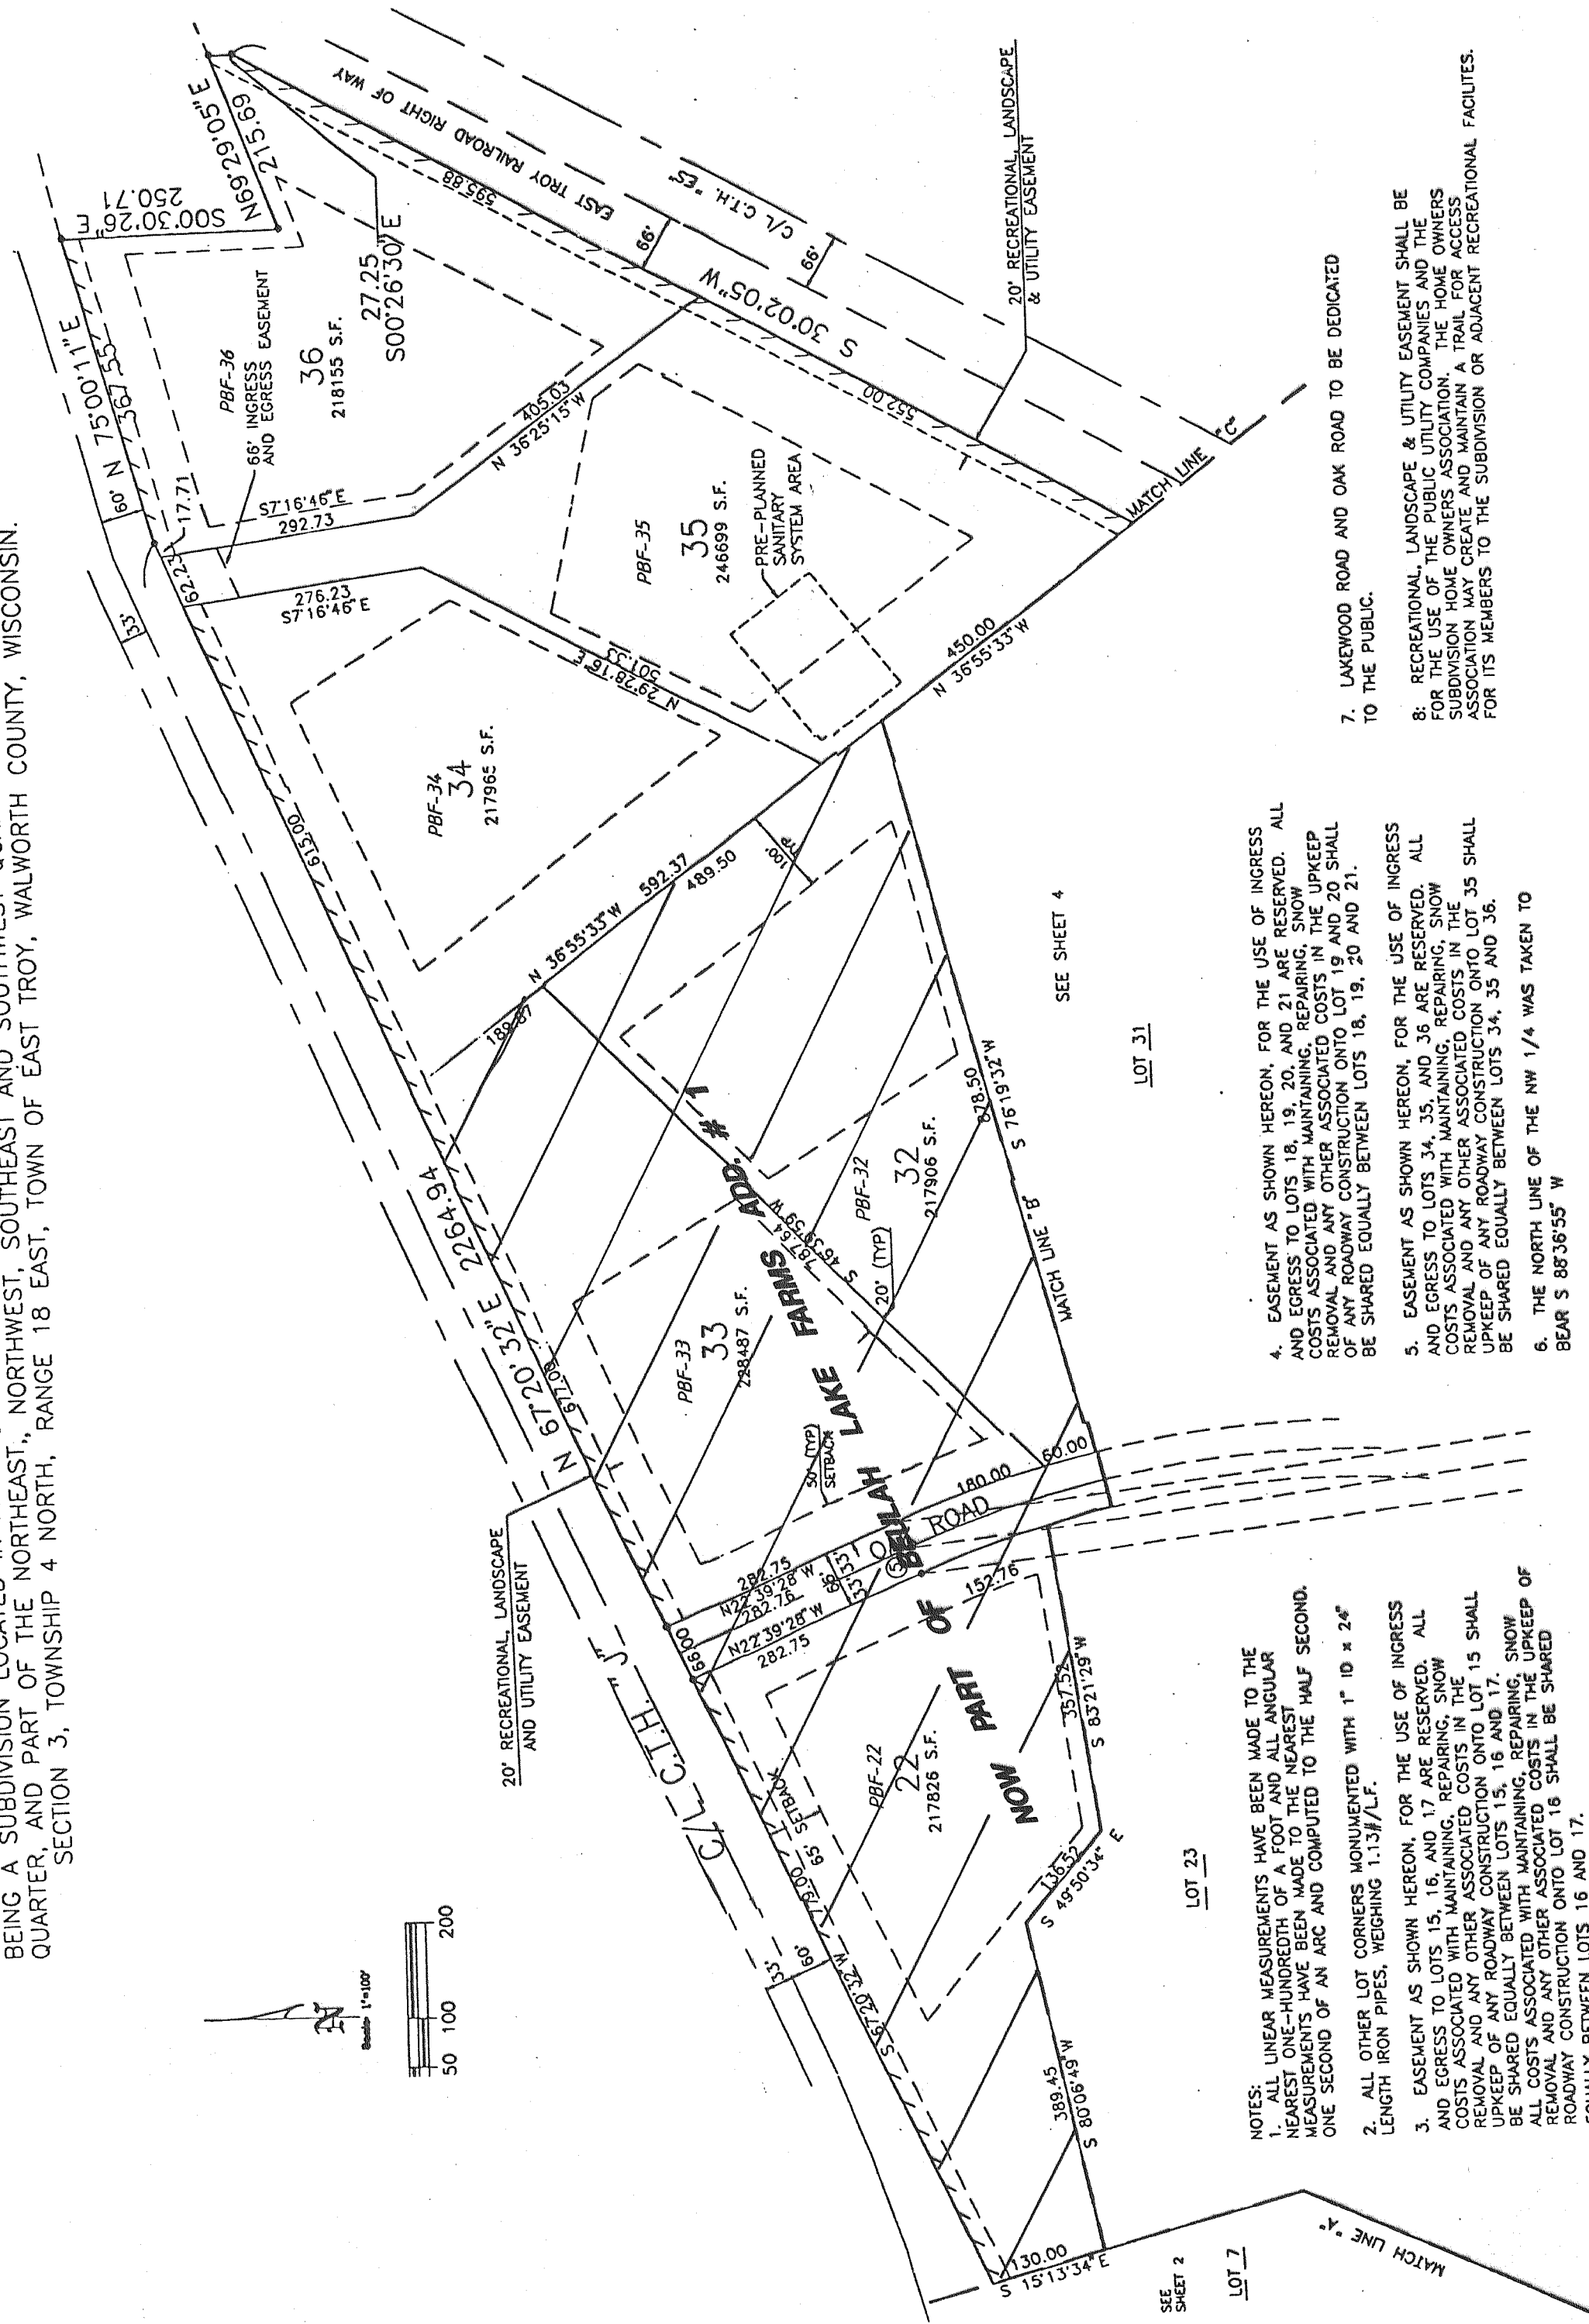 BEING A SUBDIVISION LOCATED NORTHWEST, SOUTHEAST AND
QUARTER, AND PART OF THE NORTHEAST, NORTHWEST, SOUTHEAST AND
SECTION 3, TOWNSHIP 4 NORTH, RANGE 18 EAST, TOWN OF EAST TROY, WALWORTH COUNTY, WISCONSIN.
N
Scale 1"=100'
50 100 200
20' RECREATIONAL, LANDSCAPE
AND UTILITY EASEMENT
C/L C.T.H. "J"
33'
60'
33'
60'
N 67°20'32" E 2264.94
N 75°00'11" E
367.55
17.71
62.23
615.00
677.00
66.00
779.00
65' SETBACK
S 67°20'32" W
S00°30'26" E
250.71
N69°29'05"E
215.69
27.25
S00°26'30" E
PBF-36
66' INGRESS
AND EGRESS EASEMENT
36
218155 S.F.
S7°16'46"E
292.73
276.23
S7°16'46"E
405.03
N 36°25'15" W
595.88
EAST TROY RAILROAD RIGHT OF WAY
66'
C/L C.T.H. "ES"
66'
S 30°02'05" W
552.00
20' RECREATIONAL, LANDSCAPE
& UTILITY EASEMENT
MATCH LINE "C"
PBF-35
35
246699 S.F.
PRE-PLANNED
SANITARY
SYSTEM AREA
N 36°55'33" W
450.00
N 29°28'16" E
501.33
PBF-34
34
217965 S.F.
N 36°55'33" W
592.37
489.50
189.87
100'
TYP
PBF-33
33
228487 S.F.
50' (TYP)
SETBACK
S 46°39'59" W
787.64
20' (TYP)
PBF-32
32
217906 S.F.
878.50
S 76°19'32" W
MATCH LINE "B"
SEE SHEET 4
LOT 31
NOW PART OF BEULAH LAKE FARMS ADD. # 1
180.00
60.00
ROAD
5
282.75
N22°39'28" W
282.76
66'
33' 33'
N22°39'28" W
282.75
152.76
PBF-22
22
217826 S.F.
357.52
S 83°21'29" W
136.52
S 49°50'34" E
389.45
S 80°06'49" W
130.00
S 15°13'34" E
LOT 23
SEE
SHEET 2
LOT 7
MATCH LINE "A"
NOTES:
1. ALL LINEAR MEASUREMENTS HAVE BEEN MADE TO THE
NEAREST ONE-HUNDREDTH OF A FOOT AND ALL ANGULAR
MEASUREMENTS HAVE BEEN MADE TO THE NEAREST
ONE SECOND OF AN ARC AND COMPUTED TO THE HALF SECOND.
2. ALL OTHER LOT CORNERS MONUMENTED WITH 1" ID x 24"
LENGTH IRON PIPES, WEIGHING 1.13#/L.F.
3. EASEMENT AS SHOWN HEREON, FOR THE USE OF INGRESS
AND EGRESS TO LOTS 15, 16, AND 17 ARE RESERVED. ALL
COSTS ASSOCIATED WITH MAINTAINING, REPAIRING, SNOW
REMOVAL AND ANY OTHER ASSOCIATED COSTS IN THE
UPKEEP OF ANY ROADWAY CONSTRUCTION ONTO LOT 15 SHALL
BE SHARED EQUALLY BETWEEN LOTS 15, 16 AND 17.
ALL COSTS ASSOCIATED WITH MAINTAINING, REPAIRING, SNOW
REMOVAL AND ANY OTHER ASSOCIATED COSTS IN THE UPKEEP OF
ROADWAY CONSTRUCTION ONTO LOT 16 SHALL BE SHARED
EQUALLY BETWEEN LOTS 16 AND 17.
4. EASEMENT AS SHOWN HEREON, FOR THE USE OF INGRESS
AND EGRESS TO LOTS 18, 19, 20, AND 21 ARE RESERVED. ALL
COSTS ASSOCIATED WITH MAINTAINING, REPAIRING, SNOW
REMOVAL AND ANY OTHER ASSOCIATED COSTS IN THE UPKEEP
OF ANY ROADWAY CONSTRUCTION ONTO LOT 19 AND 20 SHALL
BE SHARED EQUALLY BETWEEN LOTS 18, 19, 20 AND 21.
5. EASEMENT AS SHOWN HEREON, FOR THE USE OF INGRESS
AND EGRESS TO LOTS 34, 35, AND 36 ARE RESERVED. ALL
COSTS ASSOCIATED WITH MAINTAINING, REPAIRING, SNOW
REMOVAL AND ANY OTHER ASSOCIATED COSTS IN THE
UPKEEP OF ANY ROADWAY CONSTRUCTION ONTO LOT 35 SHALL
BE SHARED EQUALLY BETWEEN LOTS 34, 35 AND 36.
6. THE NORTH LINE OF THE NW 1/4 WAS TAKEN TO
BEAR S 88°36'55" W
7. LAKEWOOD ROAD AND OAK ROAD TO BE DEDICATED
TO THE PUBLIC.
8: RECREATIONAL, LANDSCAPE & UTILITY EASEMENT SHALL BE
FOR THE USE OF THE PUBLIC UTILITY COMPANIES AND THE
SUBDIVISION HOME OWNERS ASSOCIATION. THE HOME OWNERS
ASSOCIATION MAY CREATE AND MAINTAIN A TRAIL FOR ACCESS
FOR ITS MEMBERS TO THE SUBDIVISION OR ADJACENT RECREATIONAL FACILITES.